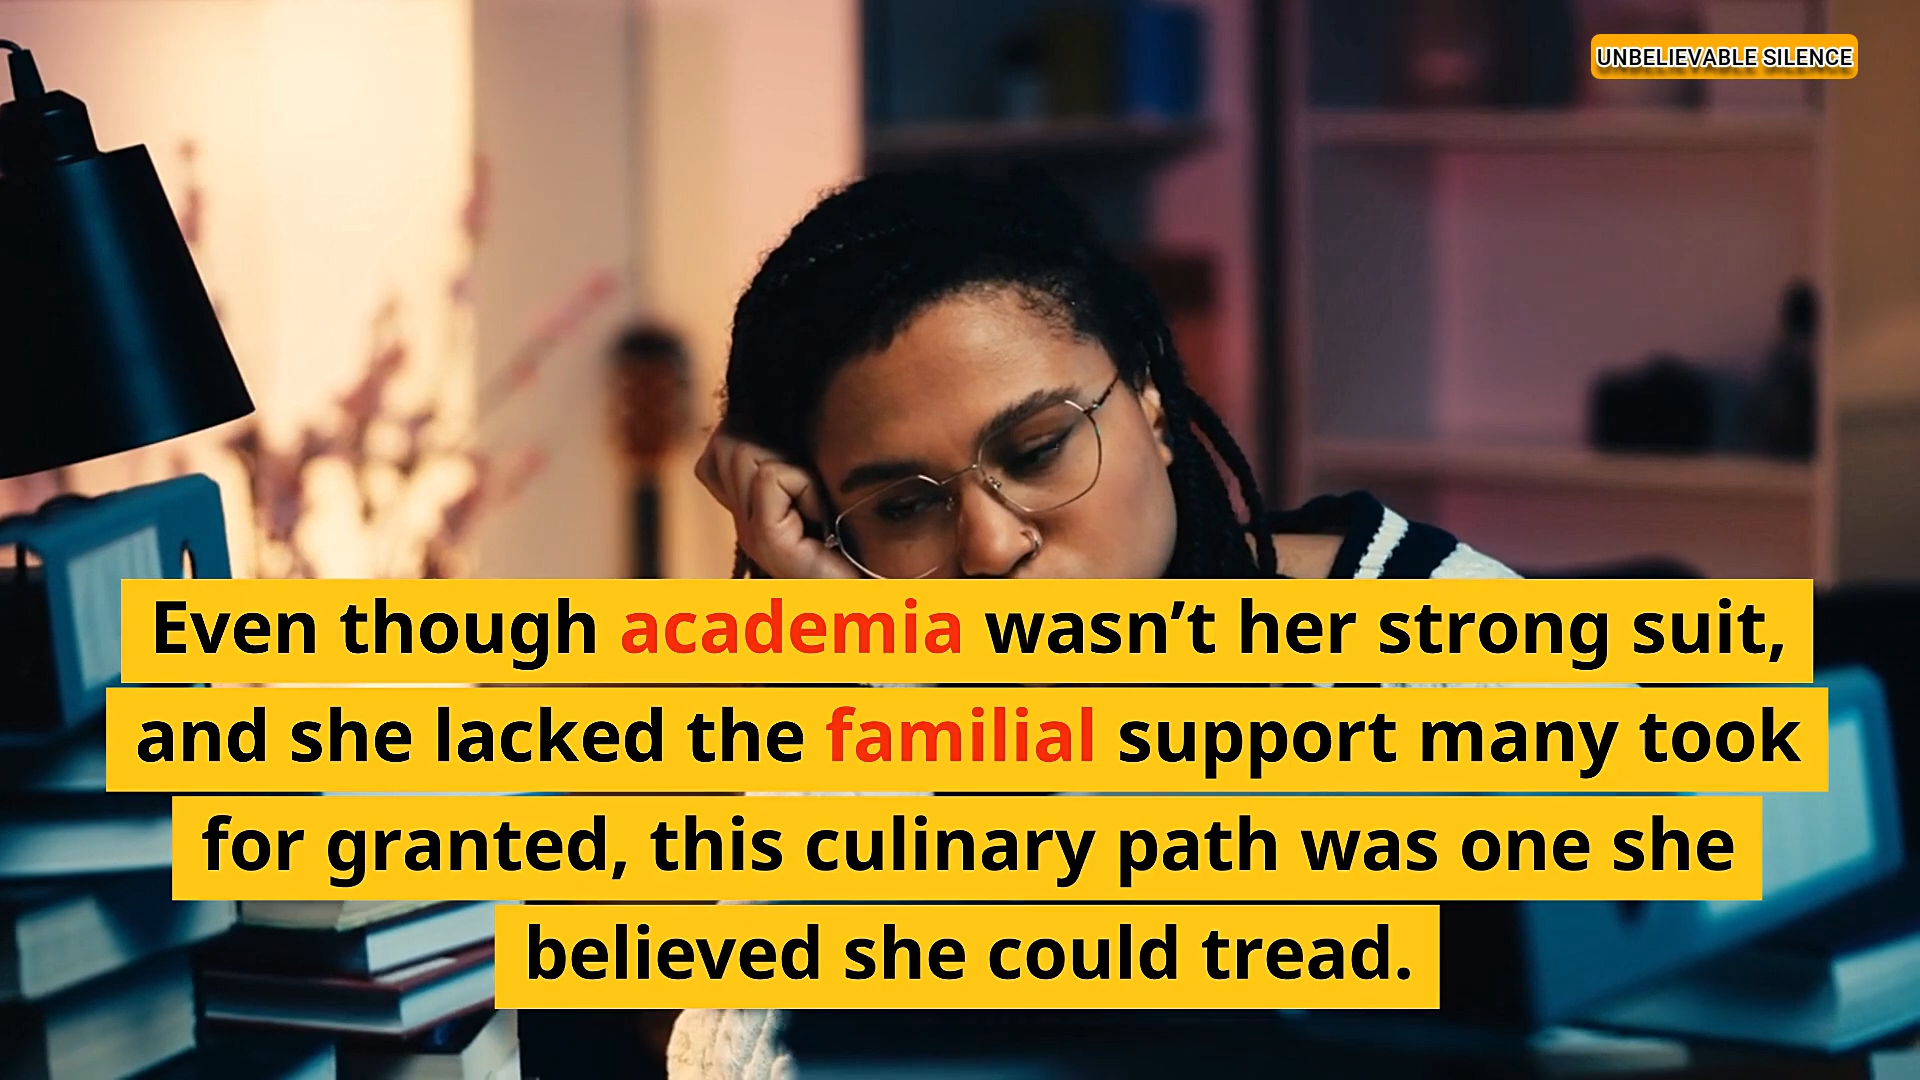 UNBELIEVABLE SILENCE
Even though academia wasn’t her strong suit,
and she lacked the familial support many took
for granted, this culinary path was one she
believed she could tread.